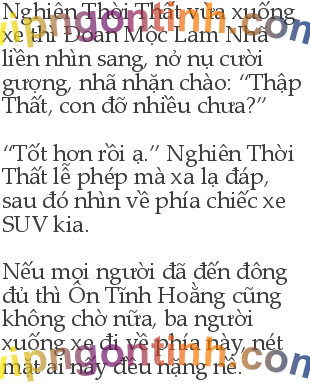 Nghiên Thời Thất vừa xuống
xe thì Đoàn Mộc Lam Nhã
liền nhìn sang, nở nụ cười
gượng, nhã nhặn chào: “Thập
Thất, con đỡ nhiều chưa?”
“Tốt hơn rồi ạ.” Nghiên Thời
Thất lễ phép mà xa lạ đáp,
sau đó nhìn về phía chiếc xe
SUV kia.
Nếu mọi người đã đến đông
đủ thì Ôn Tĩnh Hoằng cũng
không chờ nữa, ba người
xuống xe đi về phía này, nét
mặt ai nấy đều nặng nề.
vipngontinh.com
vipngontinh.com